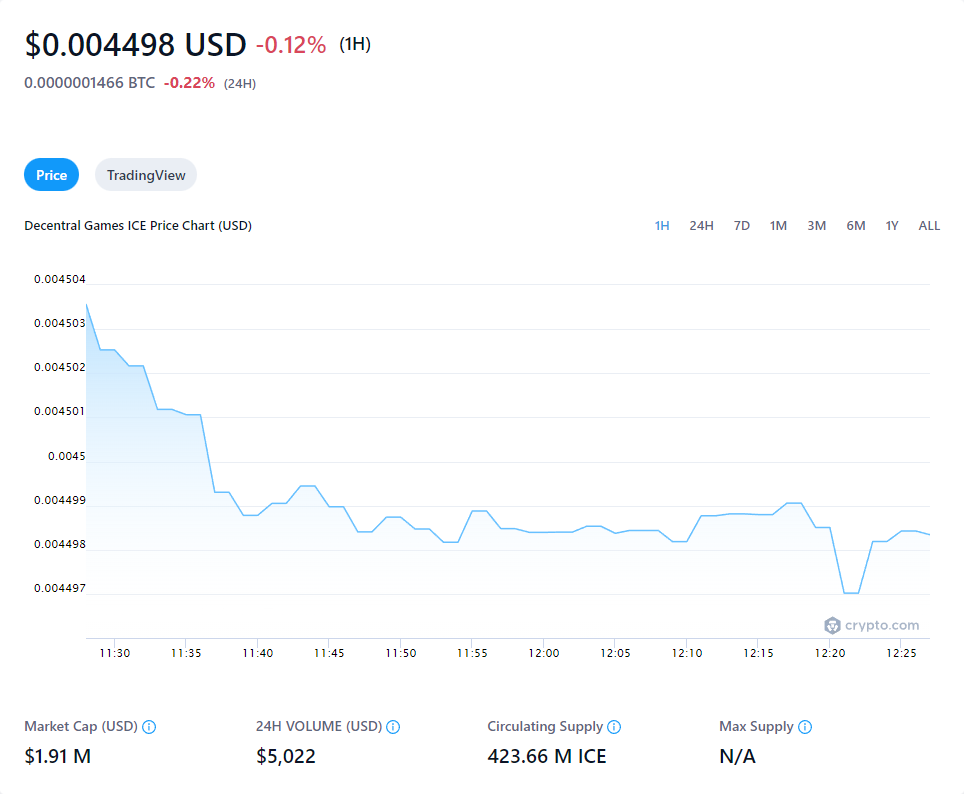 $0.004498 USD -0.12% (1H)
0.0000001466 BTC -0.22% (24H)
Price TradingView
Decentral Games ICE Price Chart (USD) 1H 24H 7D 1M 3M 6M 1Y ALL
0.004504
0.004503
0.004502
0.004501
0.0045
0.004499
0.004498
0.004497
crypto.com
11:30 11:35 11:40 11:45 11:50 11:55 12:00 12:05 12:10 12:15 12:20 12:25
Market Cap (USD) 24H VOLUME (USD) Circulating Supply Max Supply
$1.91 M $5,022 423.66 M ICE N/A